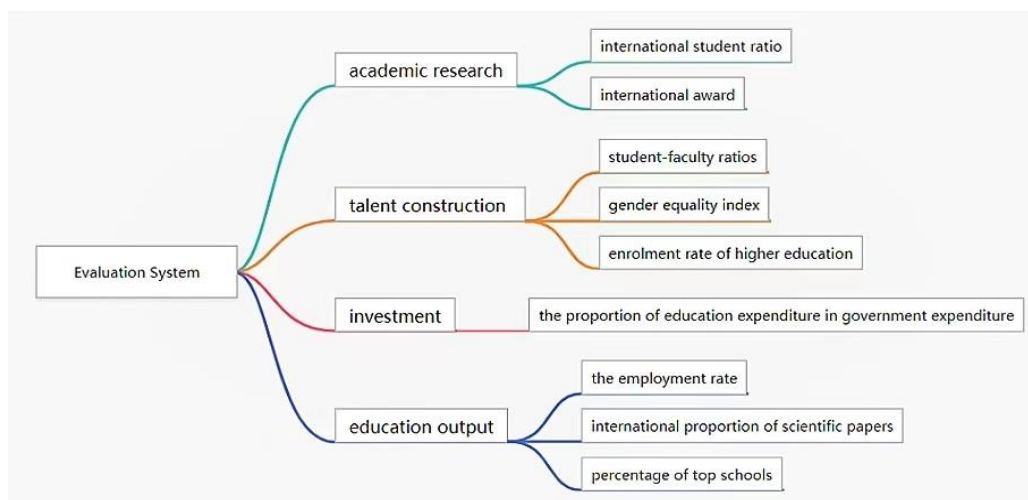 Evaluation System
academic research
international student ratio
international award
talent construction
student-faculty ratios
gender equality index
enrolment rate of higher education
investment
the proportion of education expenditure in government expenditure
education output
the employment rate
international proportion of scientific papers
percentage of top schools